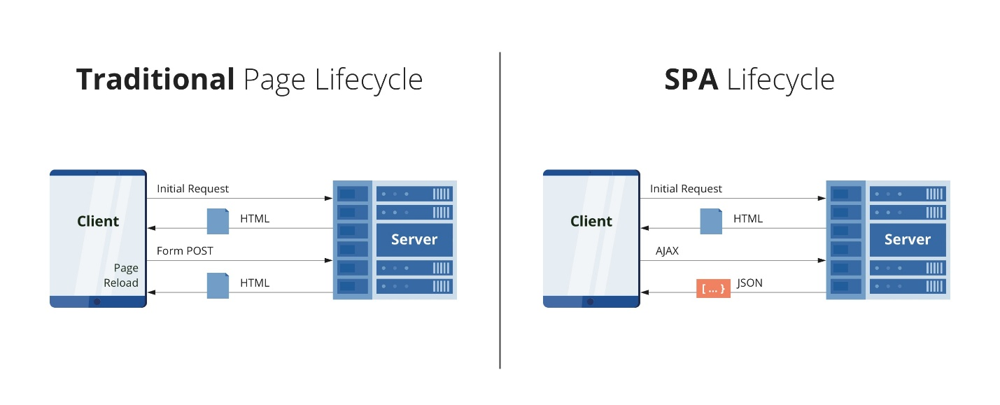 Traditional Page Lifecycle
Initial Request
HTML
Client
Server
Form POST
Page
Reload
HTML
SPA Lifecycle
Initial Request
HTML
Client
Server
AJAX
[ ... }
JSON